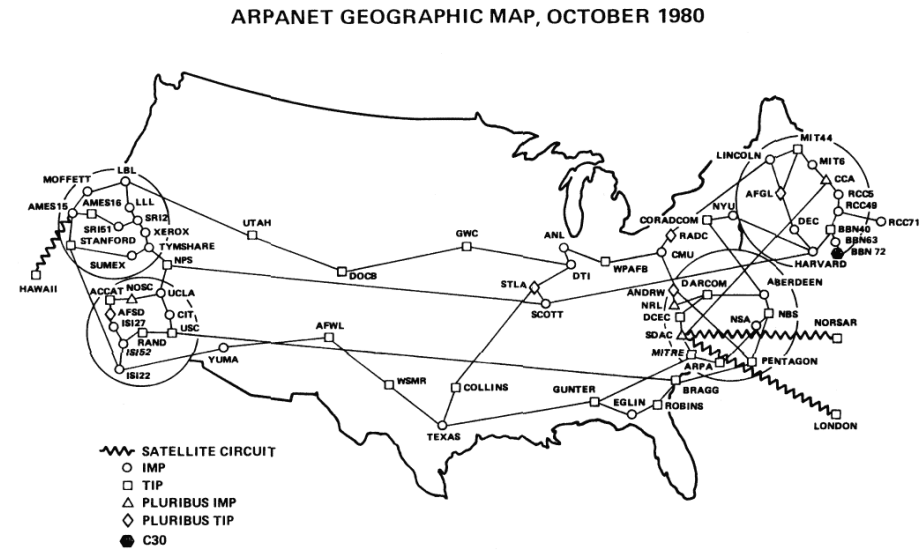 ARPANET GEOGRAPHIC MAP, OCTOBER 1980
MIT44
LINCOLN
MIT6
LBL
MOFFETT
CCA
AMES16
AFGL
RCC5
AMES15
LLL
RCC49
NYU
SRI2
CORADCOM
DEC
RCC71
UTAH
SRI51
XEROX
GWC
ANL
RADC
BBN40
STANFORD
BBN63
TYMSHARE
BBN 72
SUMEX
CMU
HARVARD
NPS
DOCB
DTI
WPAFB
HAWAII
STLA
DARCOM
ABERDEEN
ACCAT
NOSC
UCLA
ANDRW
SCOTT
NRL
AFSD
CIT
DCEC
NSA
NBS
ISI27
AFWL
NORSAR
RAND
USC
SDAC
ISI52
MITRE
YUMA
ARPA
PENTAGON
ISI22
WSMR
COLLINS
GUNTER
BRAGG
EGLIN
ROBINS
LONDON
TEXAS
SATELLITE CIRCUIT
IMP
TIP
PLURIBUS IMP
PLURIBUS TIP
C30